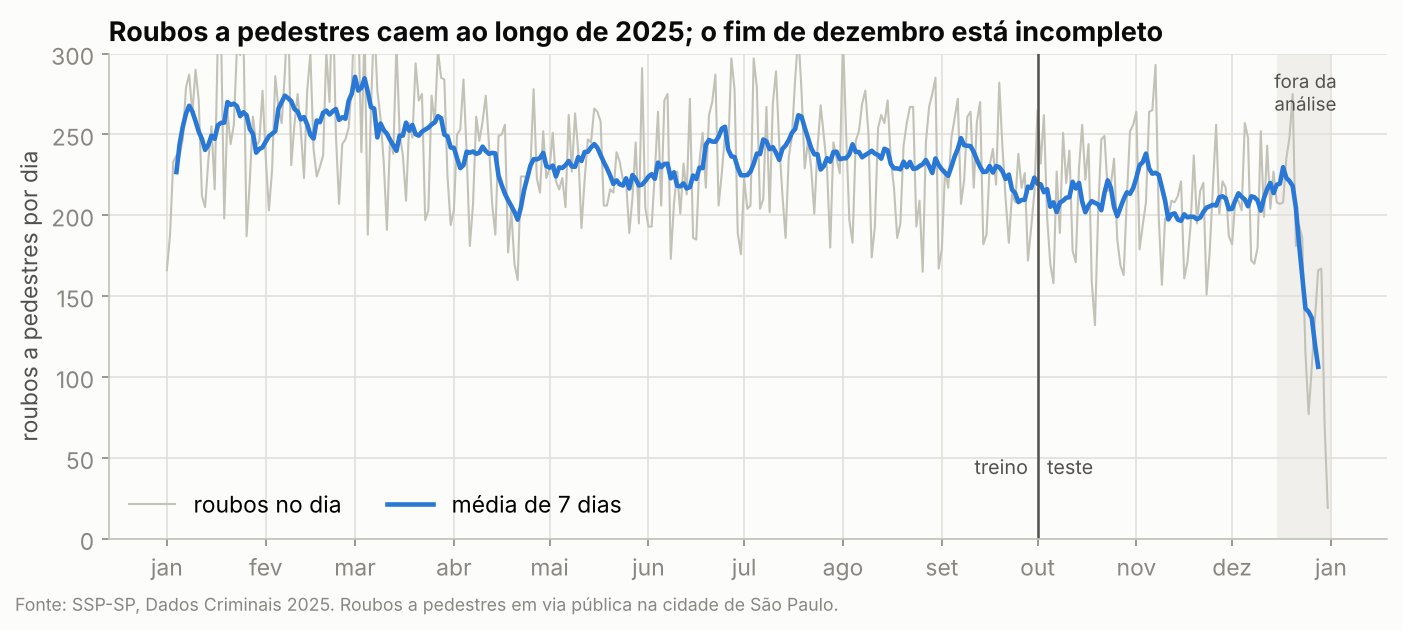 Roubos a pedestres caem ao longo de 2025; o fim de dezembro está incompleto
roubos a pedestres por dia
300
250
200
150
100
50
0
fora da
análise
treino
teste
roubos no dia
média de 7 dias
jan
fev
mar
abr
mai
jun
jul
ago
set
out
nov
dez
jan
Fonte: SSP-SP, Dados Criminais 2025. Roubos a pedestres em via pública na cidade de São Paulo.